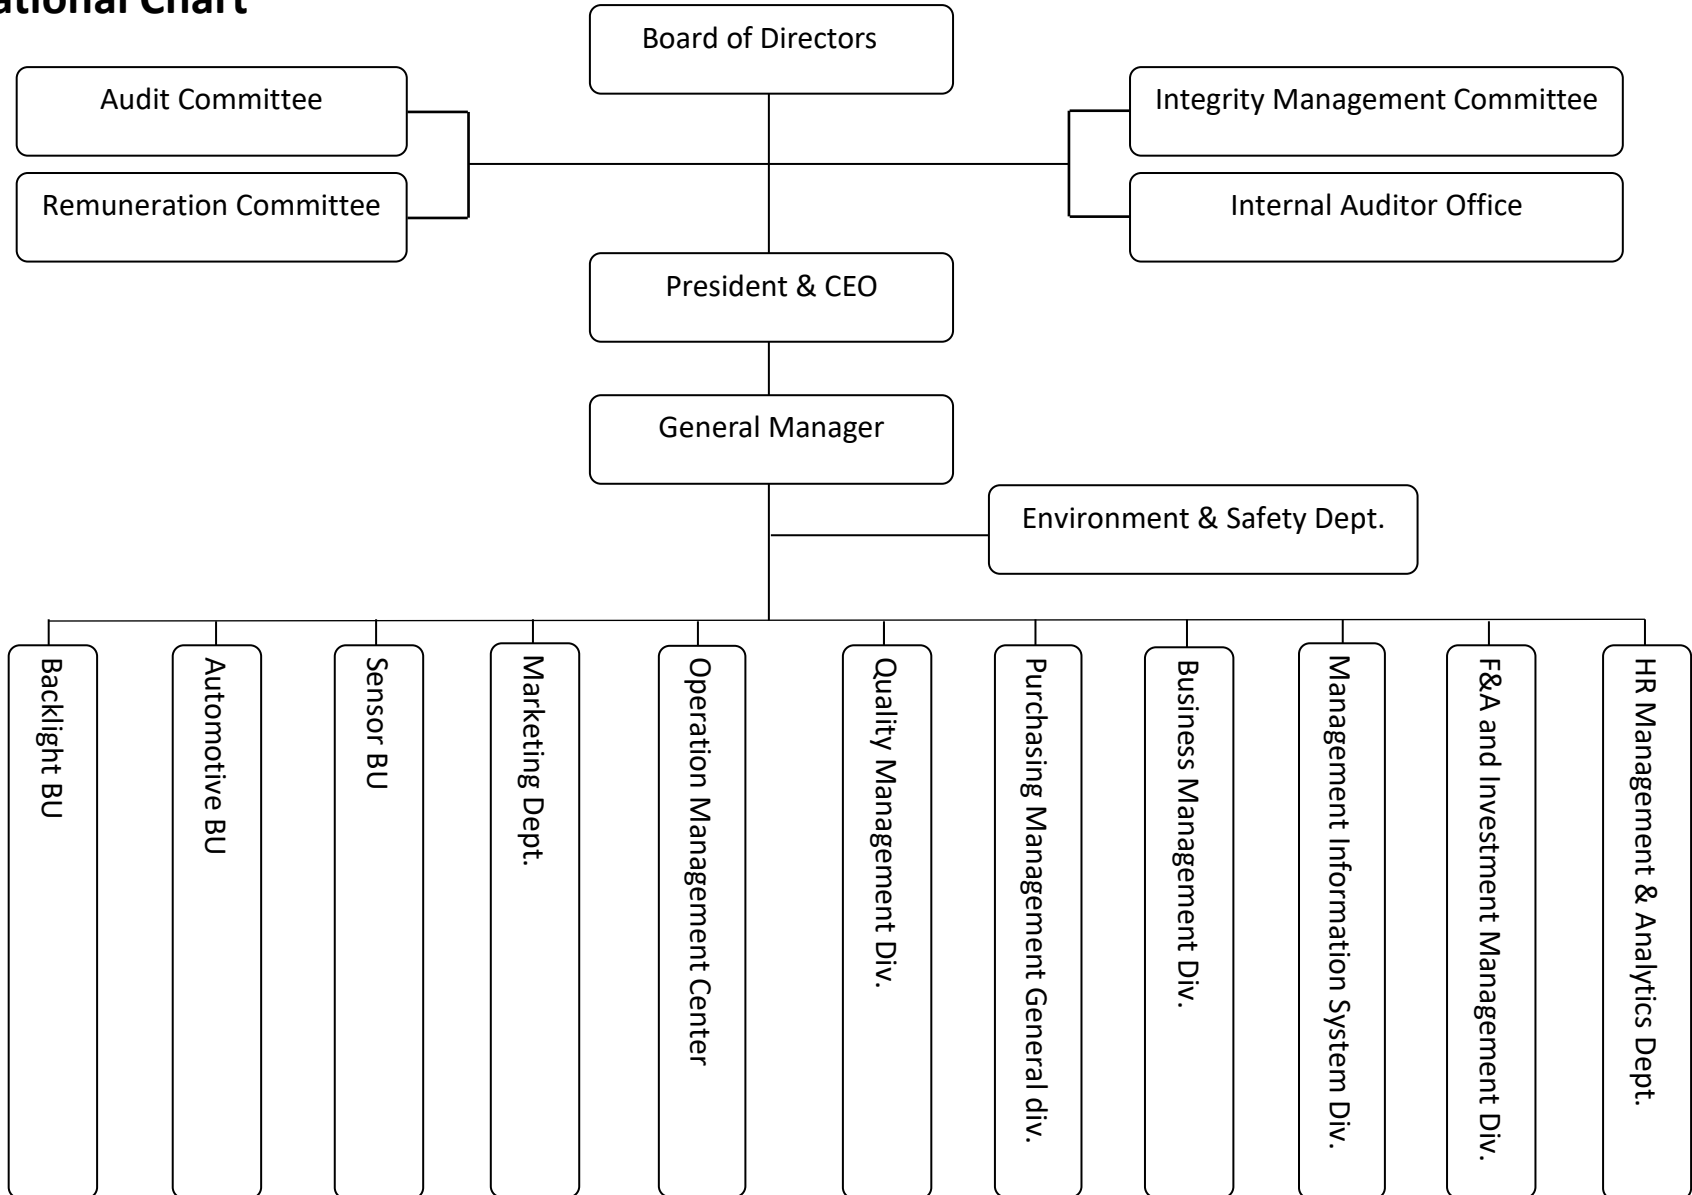 ational Chart
Board of Directors
Audit Committee
Integrity Management Committee
Remuneration Committee
Internal Auditor Office
President & CEO
General Manager
Environment & Safety Dept.
Backlight BU
Automotive BU
Sensor BU
Marketing Dept.
Operation Management Center
Quality Management Div.
Purchasing Management General div.
Business Management Div.
Management Information System Div.
F&A and Investment Management Div.
HR Management & Analytics Dept.